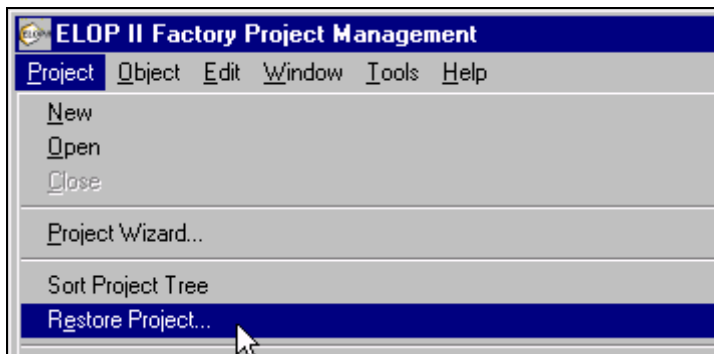 ELOP II Factory Project Management
Project Object Edit Window Tools Help
New
Open
Close
Project Wizard...
Sort Project Tree
Restore Project...